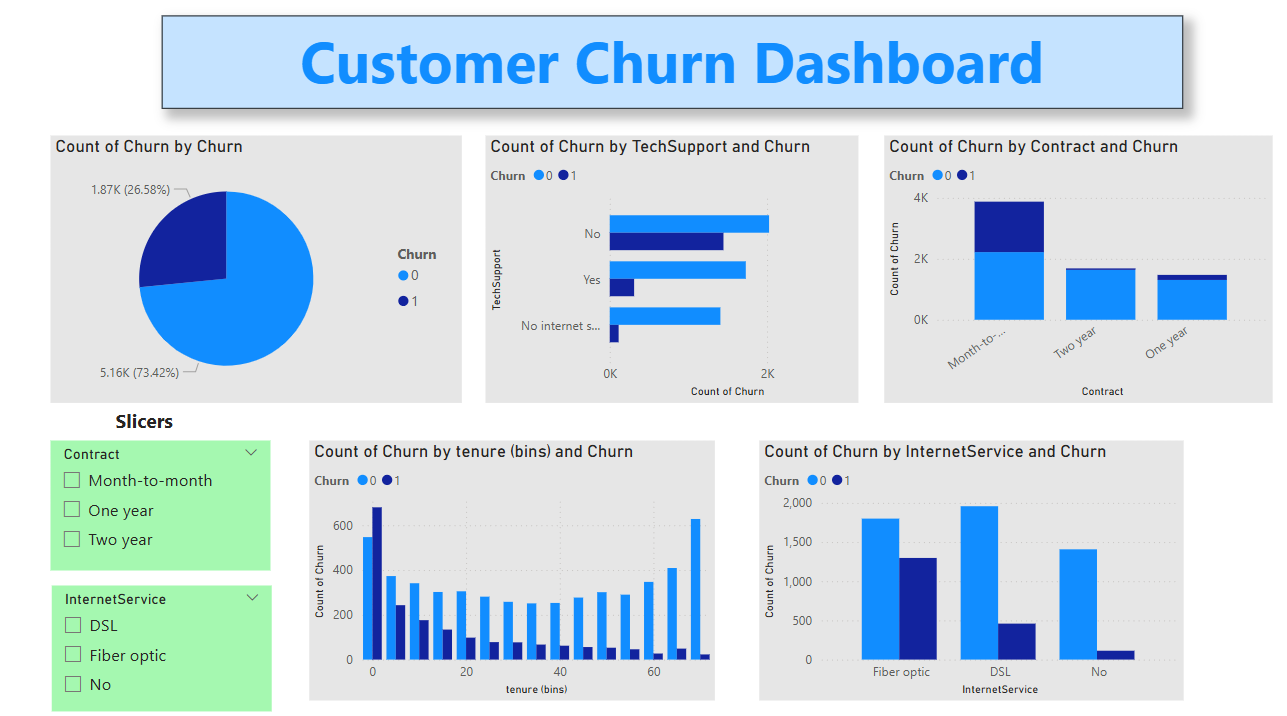 Customer Churn Dashboard
Count of Churn by Churn
1.87K (26.58%)
5.16K (73.42%)
Churn
0
1
Count of Churn by TechSupport and Churn
Churn 0 1
TechSupport
No
Yes
No internet s...
0K 2K
Count of Churn
Count of Churn by Contract and Churn
Churn 0 1
Count of Churn
4K
2K
0K
Month-to-... Two year One year
Contract
Slicers
Contract
Month-to-month
One year
Two year
InternetService
DSL
Fiber optic
No
Count of Churn by tenure (bins) and Churn
Churn 0 1
Count of Churn
600
400
200
0
0 20 40 60
tenure (bins)
Count of Churn by InternetService and Churn
Churn 0 1
Count of Churn
2,000
1,500
1,000
500
0
Fiber optic DSL No
InternetService